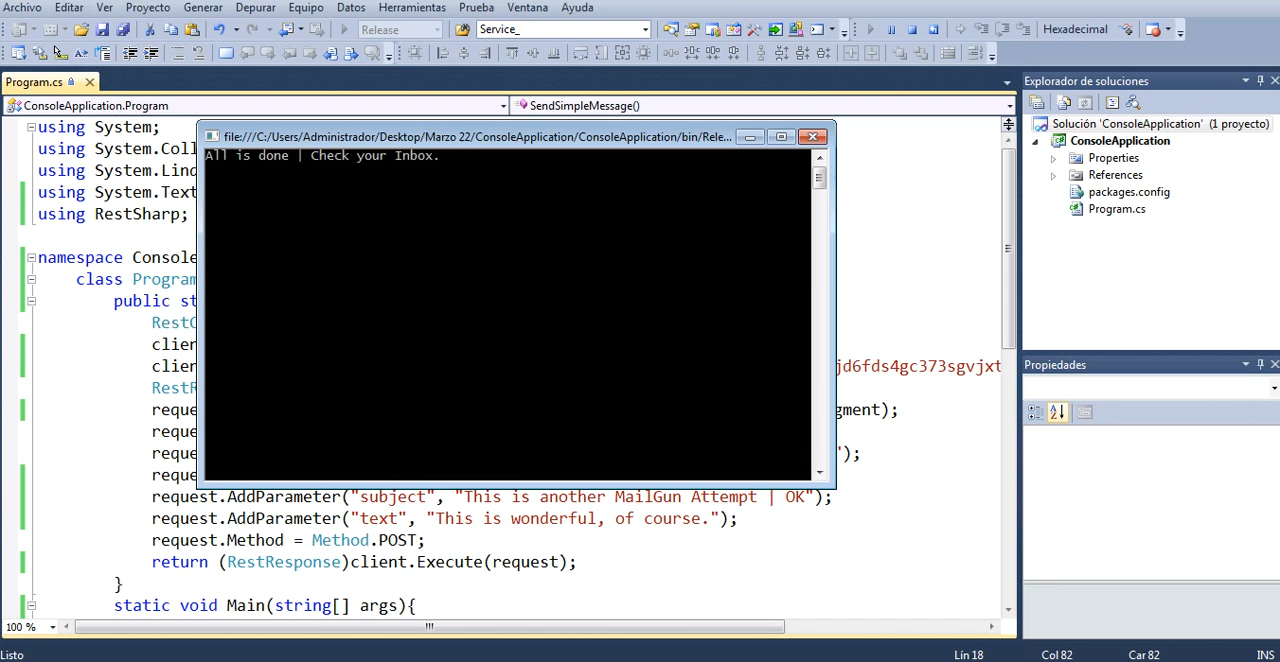 Archivo Editar Ver Proyecto Generar Depurar Equipo Datos Herramientas Prueba Ventana Ayuda
Release Service_ Hexadecimal
Program.cs
ConsoleApplication.Program SendSimpleMessage()
using System;
using System.Coll
using System.Linq
using System.Text
using RestSharp;
namespace Console
class Program
public st
RestC
clien
clien jd6fds4gc373sgvjxt
RestR
reque gment);
reque
reque ");
reque
request.AddParameter("subject", "This is another MailGun Attempt | OK");
request.AddParameter("text", "This is wonderful, of course.");
request.Method = Method.POST;
return (RestResponse)client.Execute(request);
}
static void Main(string[] args){
100 %
file:///C:/Users/Administrador/Desktop/Marzo 22/ConsoleApplication/ConsoleApplication/bin/Rele...
All is done | Check your Inbox.
Explorador de soluciones
Solución 'ConsoleApplication' (1 proyecto)
ConsoleApplication
Properties
References
packages.config
Program.cs
Propiedades
Listo Lín 18 Col 82 Car 82 INS